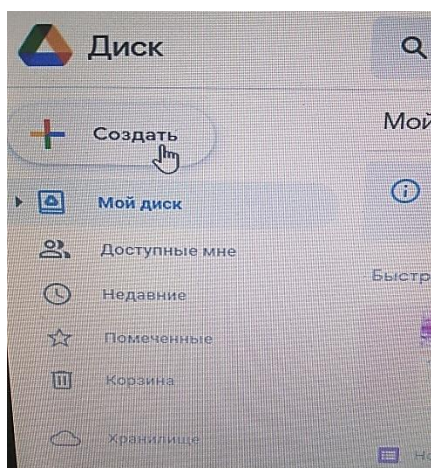 Диск
Создать
Мой
Мой диск
Доступные мне
Недавние
Быстр
Помеченные
Корзина
Хранилище